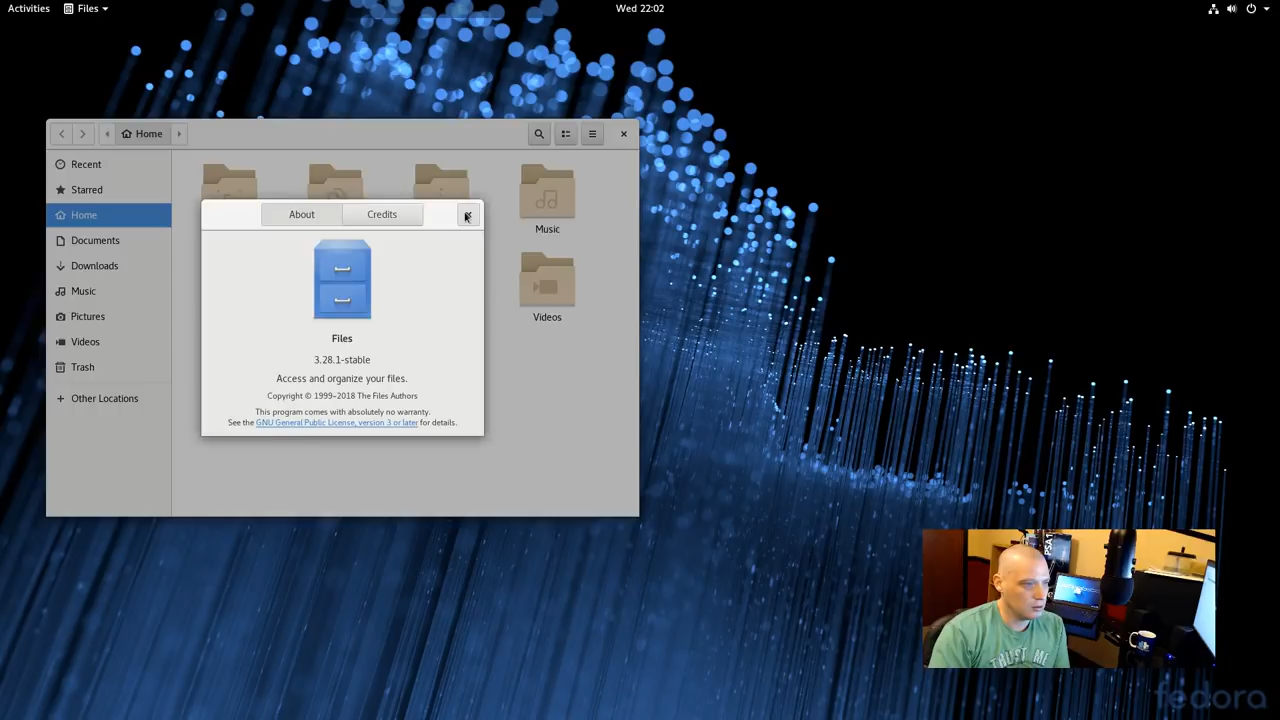 Activities
Files
Wed 22:02
Home
Recent
Starred
Home
Documents
Downloads
Music
Pictures
Videos
Trash
Other Locations
Music
Videos
About
Credits
Files
3.28.1-stable
Access and organize your files.
Copyright © 1999–2018 The Files Authors
This program comes with absolutely no warranty.
See the GNU General Public License, version 3 or later for details.
PSA1
TRUST ME
fedora